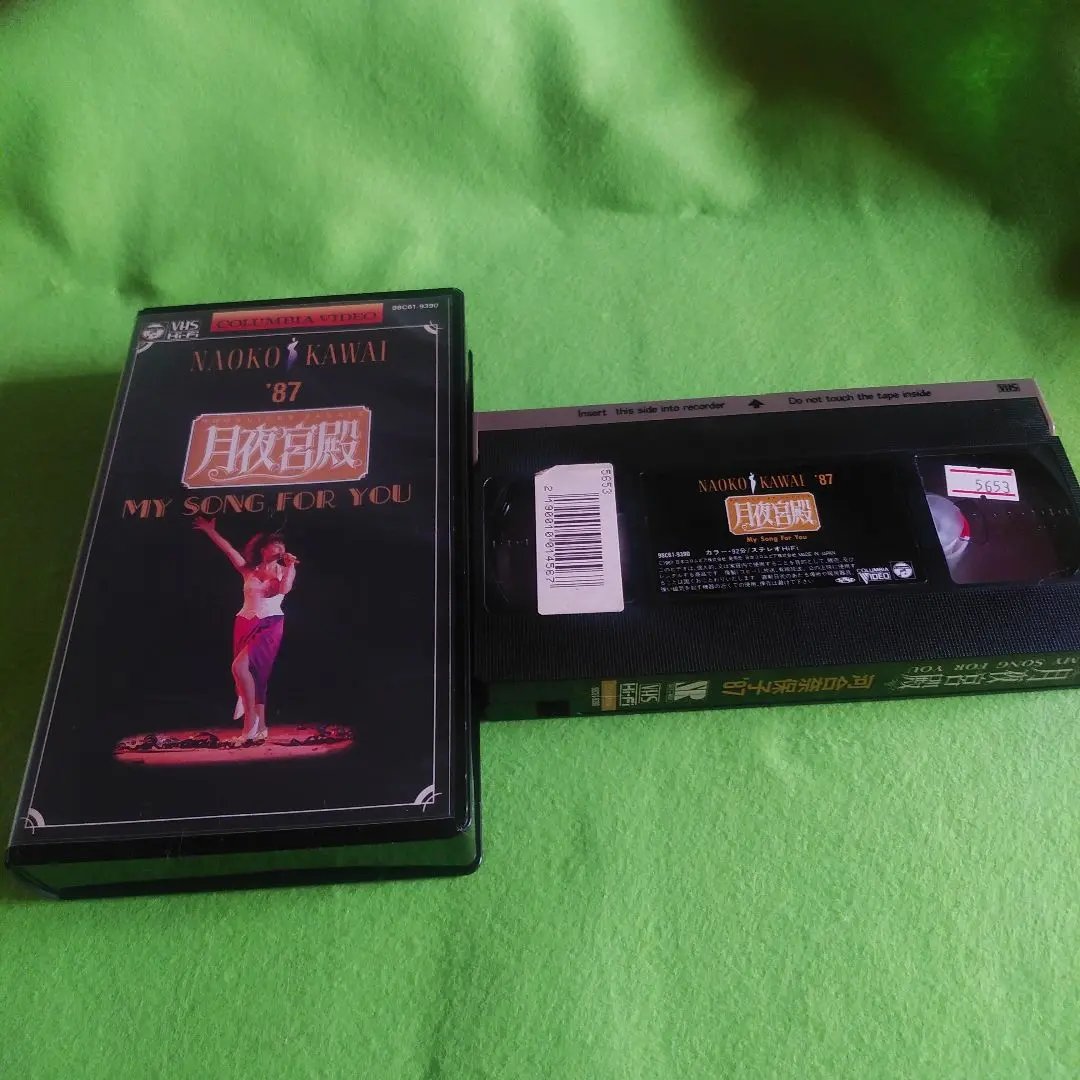 VHS
Hi-Fi
COLUMBIA VIDEO
98C61-9390
NAOKO KAWAI
'87
月夜宮殿
MY SONG FOR YOU
Insert this side into recorder
Do not touch the tape inside
VHS
5653
2190010014567
NAOKO KAWAI '87
月夜宮殿
My Song For You
98C61-9390
カラー・92分/ステレオHiFi
MADE IN JAPAN
COLUMBIA
VIDEO
5653
月夜宮殿
MY SONG FOR YOU
河合奈保子'87
VHS
Hi-Fi